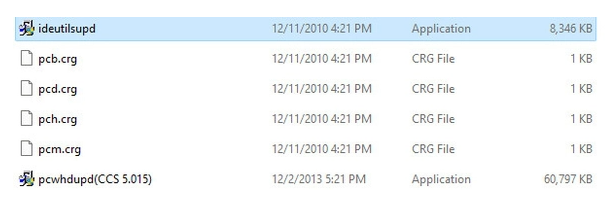 ideutilsupd 12/11/2010 4:21 PM Application 8,346 KB
pcb.crg 12/11/2010 4:21 PM CRG File 1 KB
pcd.crg 12/11/2010 4:21 PM CRG File 1 KB
pch.crg 12/11/2010 4:21 PM CRG File 1 KB
pcm.crg 12/11/2010 4:21 PM CRG File 1 KB
pcwhdupd(CCS 5.015) 12/2/2013 5:21 PM Application 60,797 KB